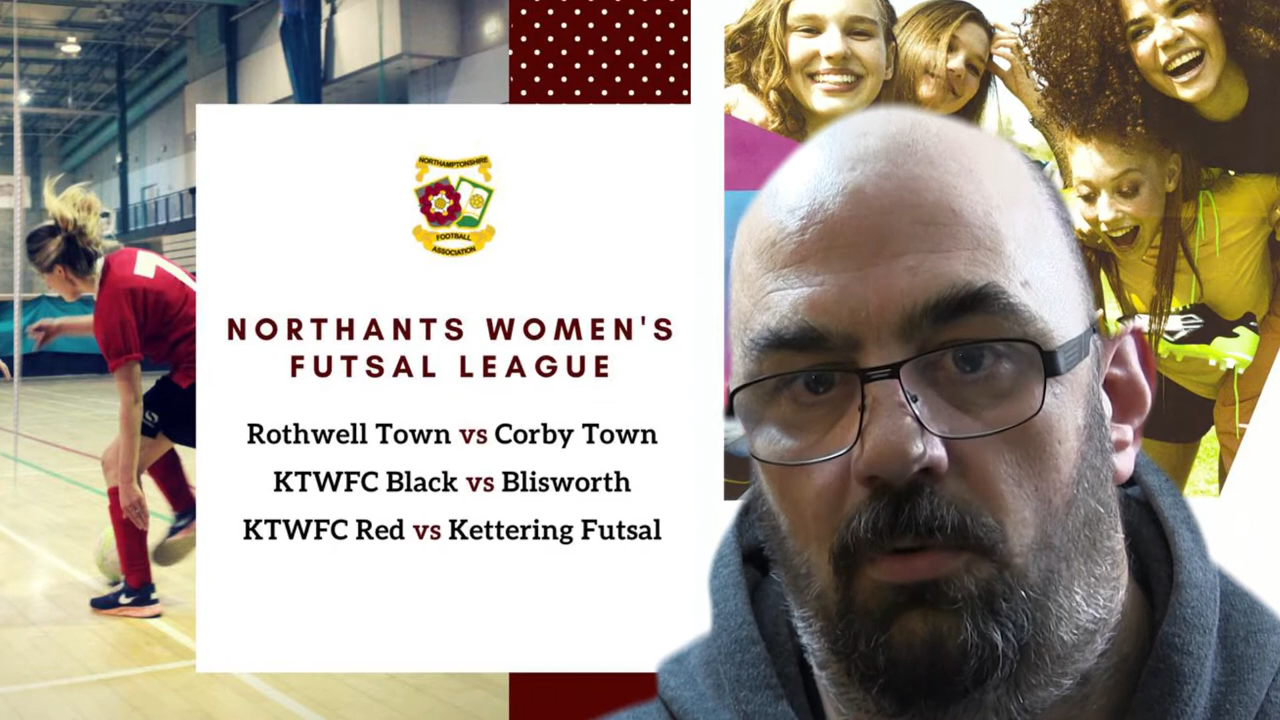 NORTHAMPTONSHIRE
FOOTBALL
ASSOCIATION
NORTHANTS WOMEN'S
FUTSAL LEAGUE
Rothwell Town vs Corby Town
KTWFC Black vs Blisworth
KTWFC Red vs Kettering Futsal